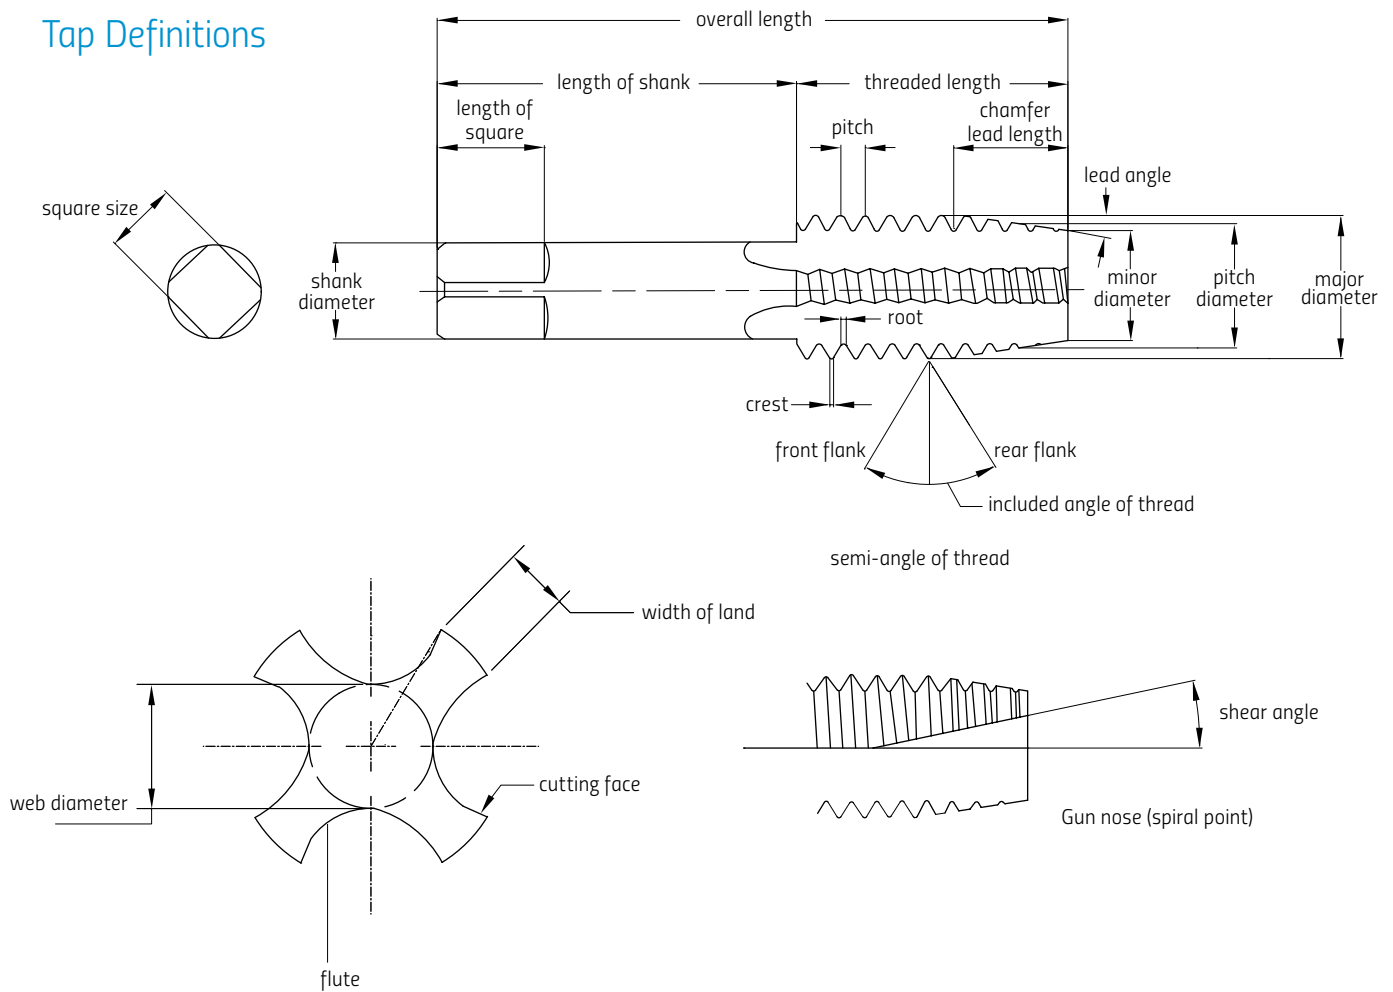 Tap Definitions
overall length
length of shank
threaded length
length of
square
pitch
chamfer
lead length
lead angle
square size
shank
diameter
minor
diameter
pitch
diameter
major
diameter
root
crest
front flank
rear flank
included angle of thread
semi-angle of thread
width of land
shear angle
cutting face
web diameter
Gun nose (spiral point)
flute